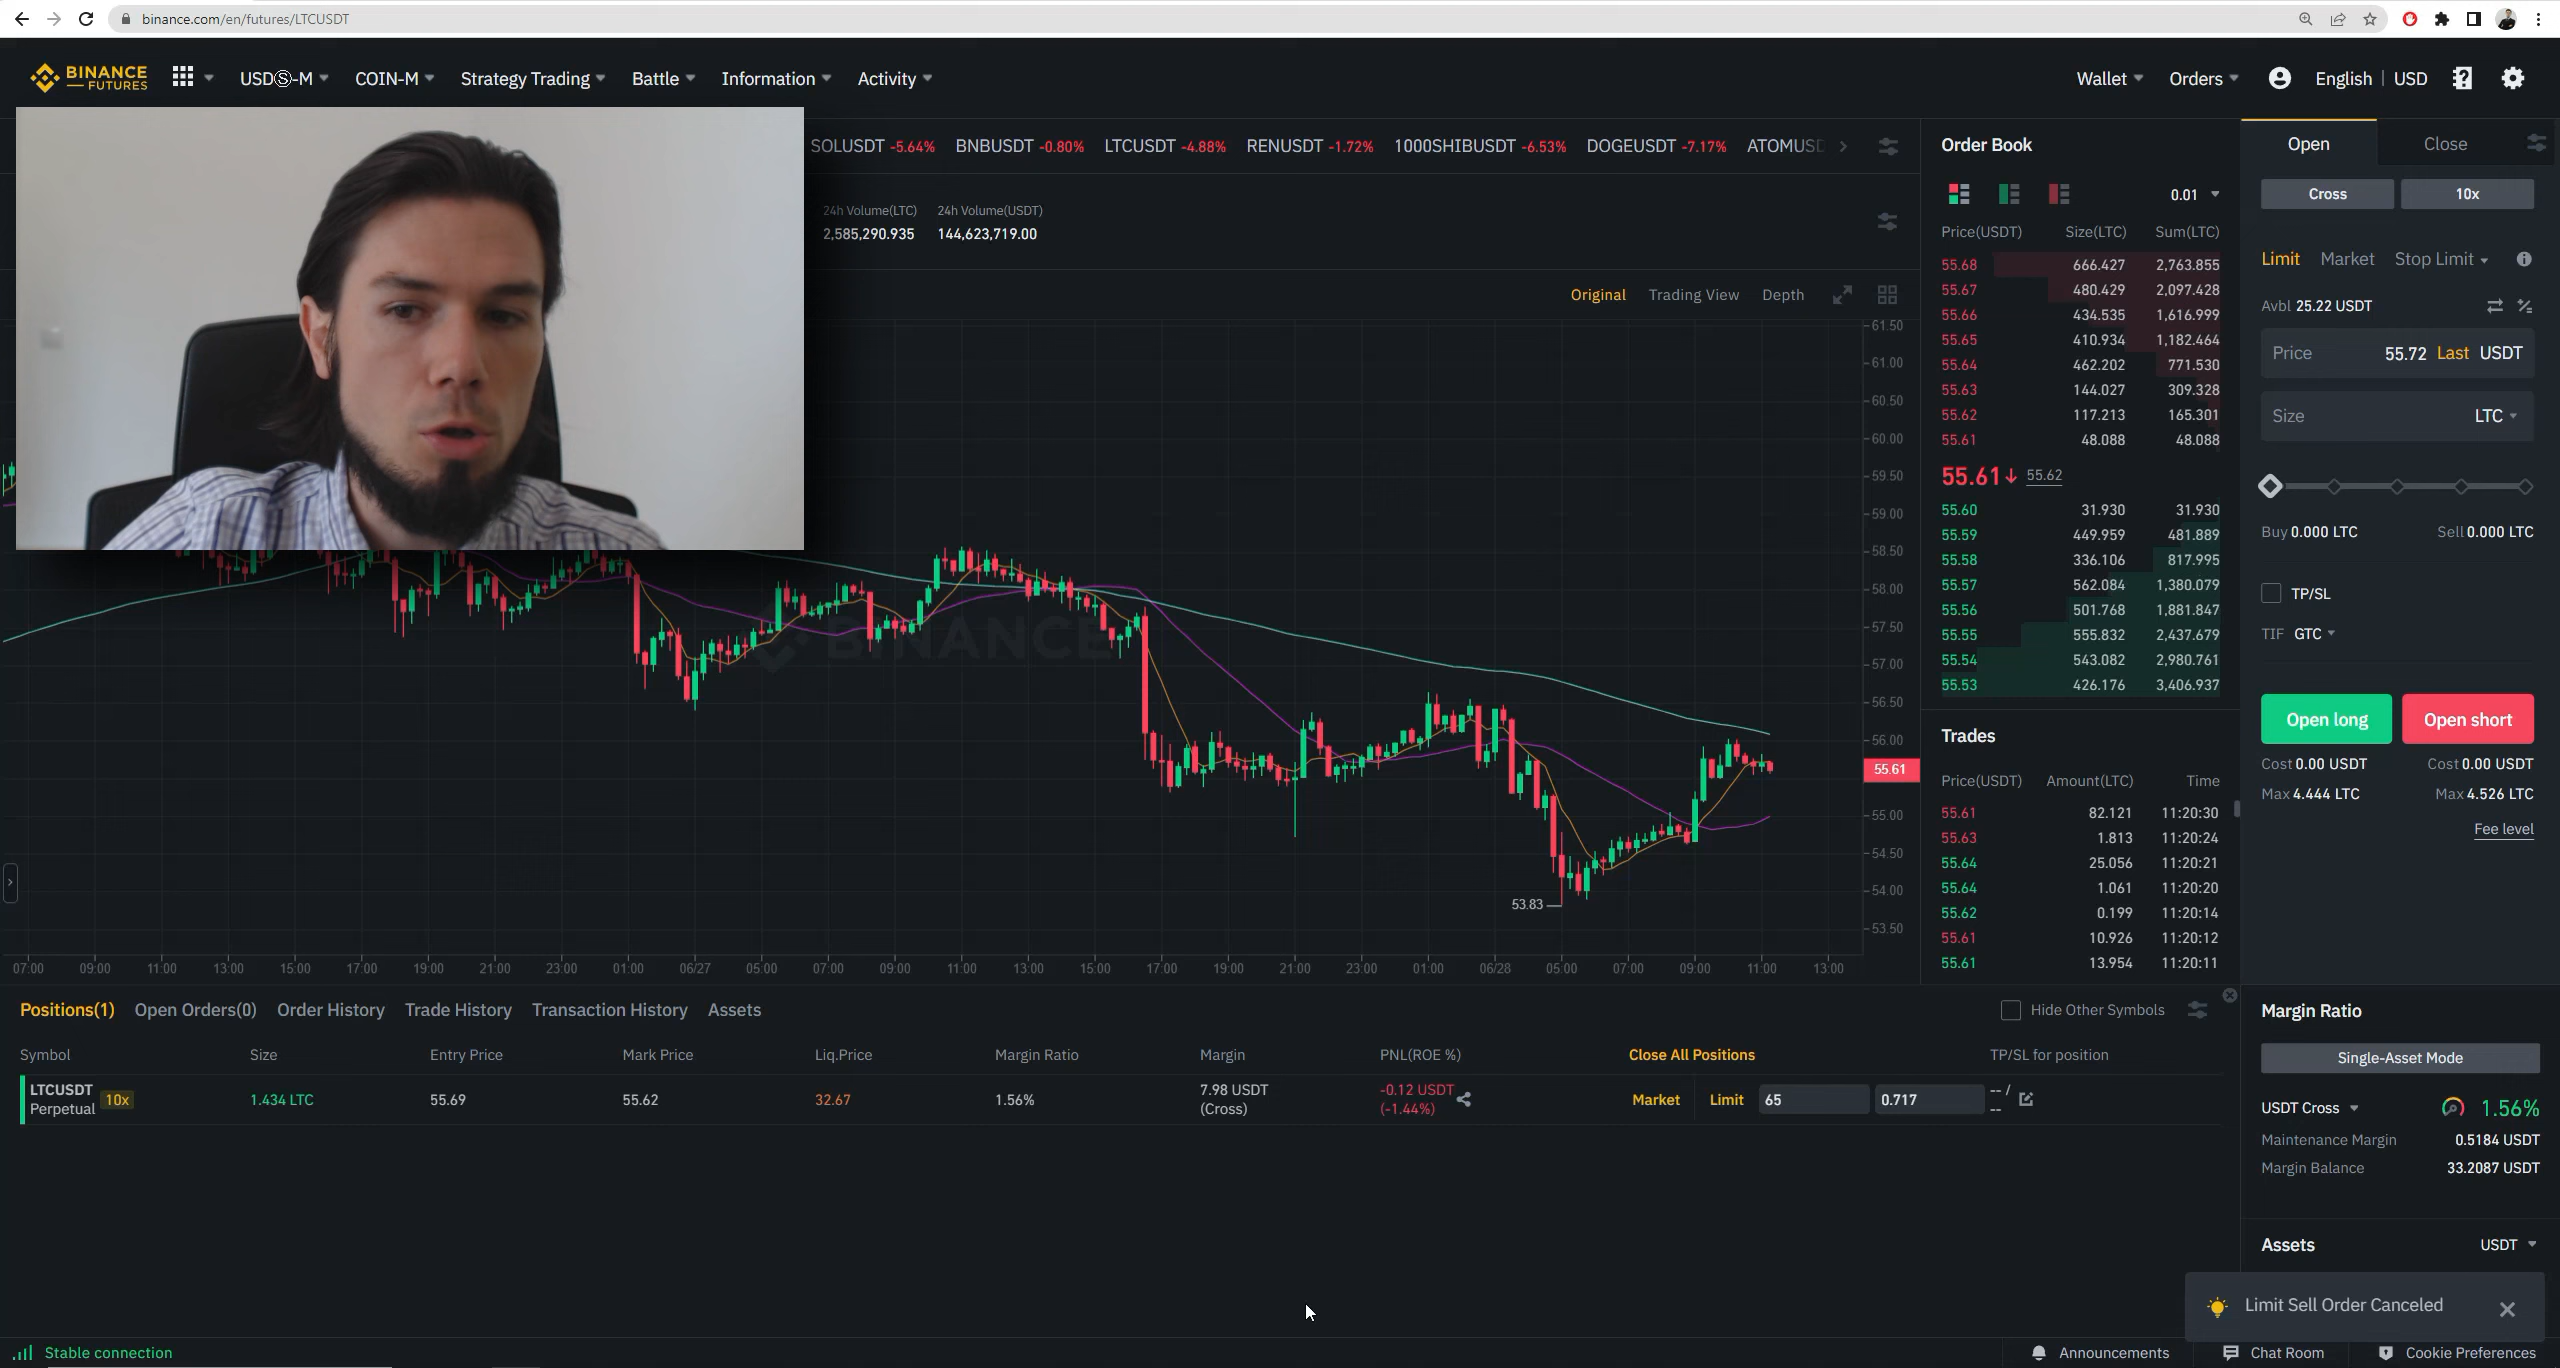 binance.com/en/futures/LTCUSDT
BINANCE FUTURES USDⓈ-M COIN-M Strategy Trading Battle Information Activity Wallet Orders English | USD
SOLUSDT -5.64% BNBUSDT -0.80% LTCUSDT -4.88% RENUSDT -1.72% 1000SHIBUSDT -6.53% DOGEUSDT -7.17% ATOMUSD
24h Volume(LTC) 24h Volume(USDT)
2,585,290.935 144,623,719.00
Original Trading View Depth
61.50
61.00
60.50
60.00
59.50
59.00
58.50
58.00
57.50
57.00
56.50
56.00
55.61
55.00
54.50
54.00
53.50
BINANCE
53.83
07:00 09:00 11:00 13:00 15:00 17:00 19:00 21:00 23:00 01:00 06/27 05:00 07:00 09:00 11:00 13:00 15:00 17:00 19:00 21:00 23:00 01:00 06/28 05:00 07:00 09:00 11:00 13:00
Order Book
0.01
Price(USDT) Size(LTC) Sum(LTC)
55.68 666.427 2,763.855
55.67 480.429 2,097.428
55.66 434.535 1,616.999
55.65 410.934 1,182.464
55.64 462.202 771.530
55.63 144.027 309.328
55.62 117.213 165.301
55.61 48.088 48.088
55.61↓ 55.62
55.60 31.930 31.930
55.59 449.959 481.889
55.58 336.106 817.995
55.57 562.084 1,380.079
55.56 501.768 1,881.847
55.55 555.832 2,437.679
55.54 543.082 2,980.761
55.53 426.176 3,406.937
Trades
Price(USDT) Amount(LTC) Time
55.61 82.121 11:20:30
55.63 1.813 11:20:24
55.64 25.056 11:20:21
55.64 1.061 11:20:20
55.62 0.199 11:20:14
55.61 10.926 11:20:12
55.61 13.954 11:20:11
Open Close
Cross 10x
Limit Market Stop Limit
Avbl 25.22 USDT
Price 55.72 Last USDT
Size LTC
Buy 0.000 LTC Sell 0.000 LTC
TP/SL
TIF GTC
Open long Open short
Cost 0.00 USDT Cost 0.00 USDT
Max 4.444 LTC Max 4.526 LTC
Fee level
Positions(1) Open Orders(0) Order History Trade History Transaction History Assets Hide Other Symbols
Symbol Size Entry Price Mark Price Liq.Price Margin Ratio Margin PNL(ROE %) Close All Positions TP/SL for position
LTCUSDT Perpetual 10x 1.434 LTC 55.69 55.62 32.67 1.56% 7.98 USDT (Cross) -0.12 USDT (-1.44%) Market Limit 65 0.717 -- / --
Margin Ratio
Single-Asset Mode
USDT Cross 1.56%
Maintenance Margin 0.5184 USDT
Margin Balance 33.2087 USDT
Assets USDT
Limit Sell Order Canceled
Stable connection Announcements Chat Room Cookie Preferences